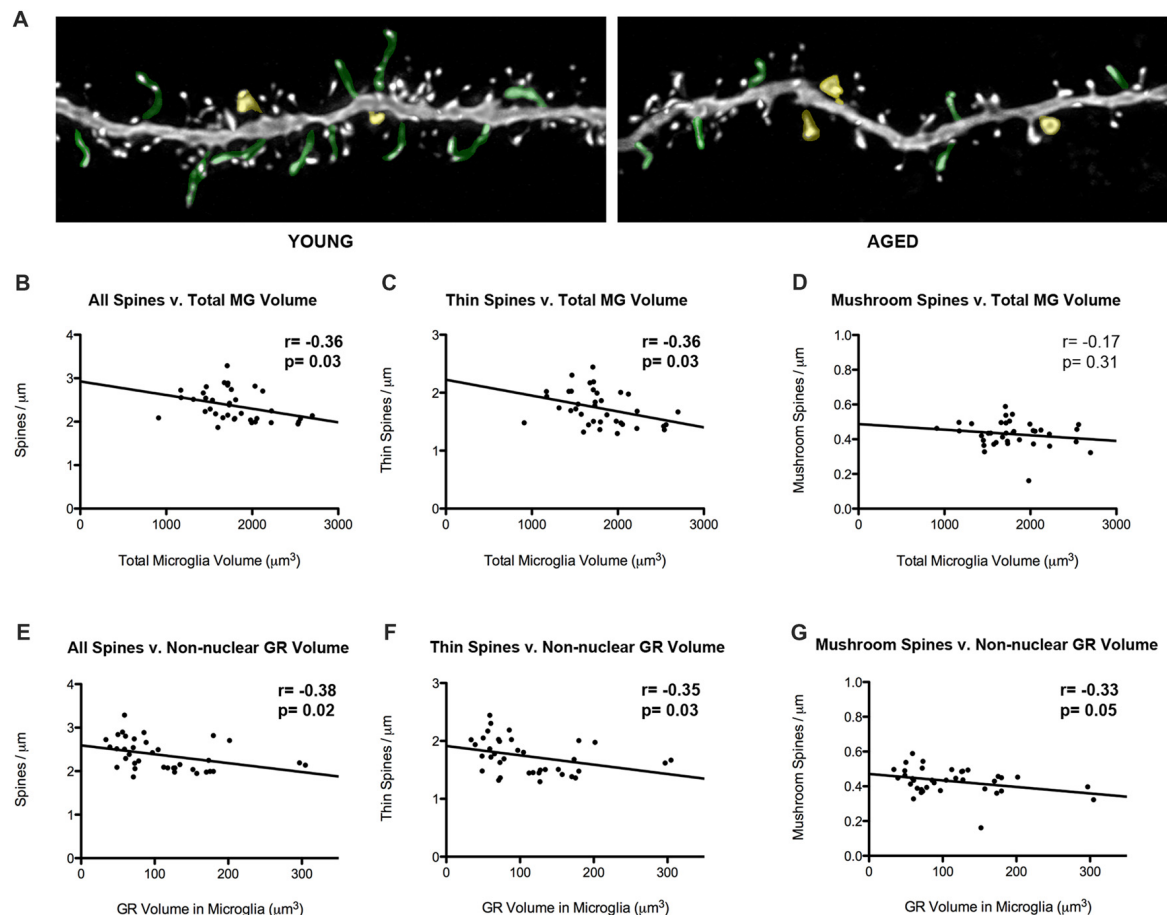 A
YOUNG
AGED
B
All Spines v. Total MG Volume
r= -0.36
p= 0.03
Spines / μm
4
3
2
1
0
0 1000 2000 3000
Total Microglia Volume (μm³)
C
Thin Spines v. Total MG Volume
r= -0.36
p= 0.03
Thin Spines / μm
3
2
1
0
0 1000 2000 3000
Total Microglia Volume (μm³)
D
Mushroom Spines v. Total MG Volume
r= -0.17
p= 0.31
Mushroom Spines / μm
1.0
0.8
0.6
0.4
0.2
0.0
0 1000 2000 3000
Total Microglia Volume (μm³)
E
All Spines v. Non-nuclear GR Volume
r= -0.38
p= 0.02
Spines / μm
4
3
2
1
0
0 100 200 300
GR Volume in Microglia (μm³)
F
Thin Spines v. Non-nuclear GR Volume
r= -0.35
p= 0.03
Thin Spines / μm
3
2
1
0
0 100 200 300
GR Volume in Microglia (μm³)
G
Mushroom Spines v. Non-nuclear GR Volume
r= -0.33
p= 0.05
Mushroom Spines / μm
1.0
0.8
0.6
0.4
0.2
0.0
0 100 200 300
GR Volume in Microglia (μm³)